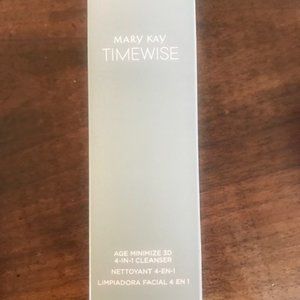 MARY KAY
TIMEWISE
AGE MINIMIZE 3D
4-IN-1 CLEANSER
NETTOYANT 4-EN-1
LIMPIADORA FACIAL 4 EN 1